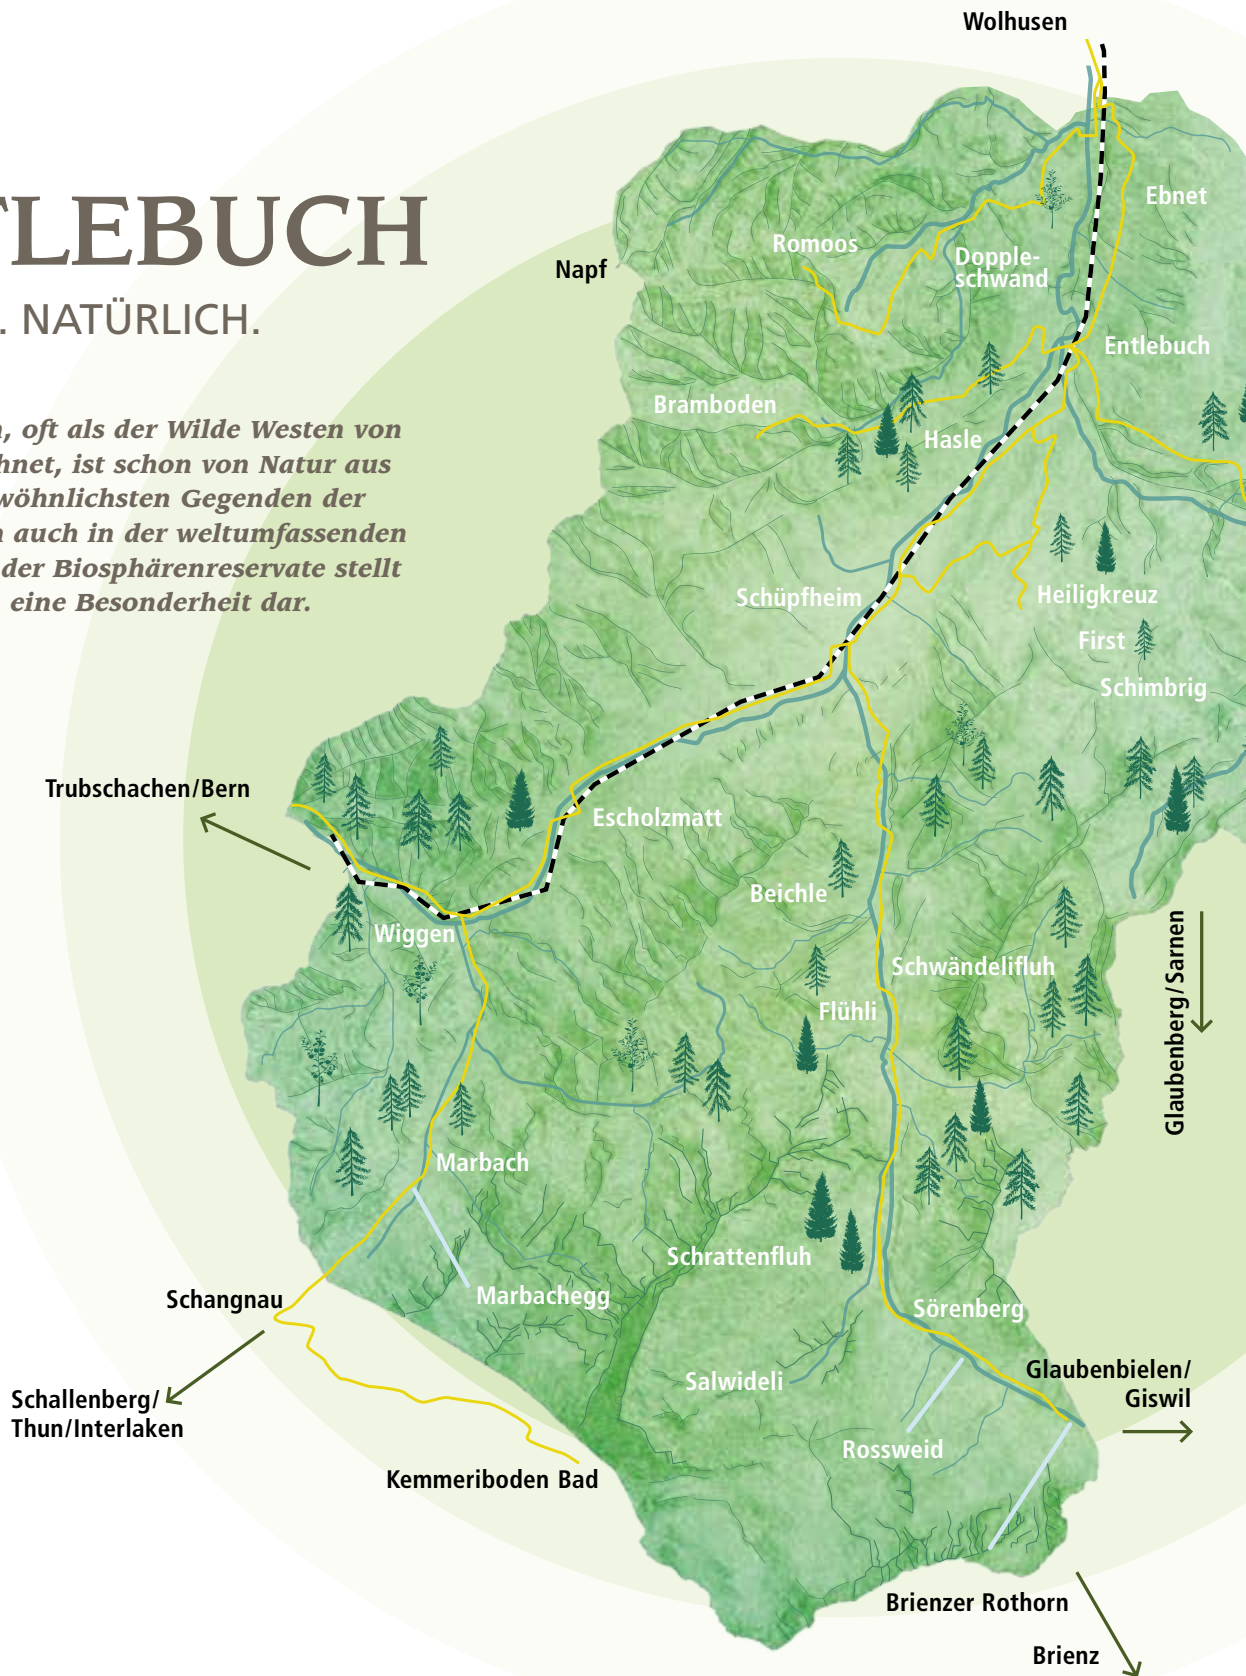 Wolhusen
TLEBUCH
. NATÜRLICH.
Ebnet
Romoos
Napf
Dopple-
schwand
Entlebuch
Bramboden
, oft als der Wilde Westen von
hnet, ist schon von Natur aus
wöhnlichsten Gegenden der
auch in der weltumfassenden
der Biosphärenreservate stellt
eine Besonderheit dar.
Hasle
Schüpfheim
Heiligkreuz
First
Schimbrig
Trubschachen/Bern
Escholzmatt
Beichle
Wiggen
Schwändelifluh
Flühli
Glaubenberg/Sarnen
Marbach
Schrattenfluh
Schangnau
Marbachegg
Sörenberg
Salwideli
Glaubenbielen/
Giswil
Schallenberg/
Thun/Interlaken
Rossweid
Kemmeriboden Bad
Brienzer Rothorn
Brienz